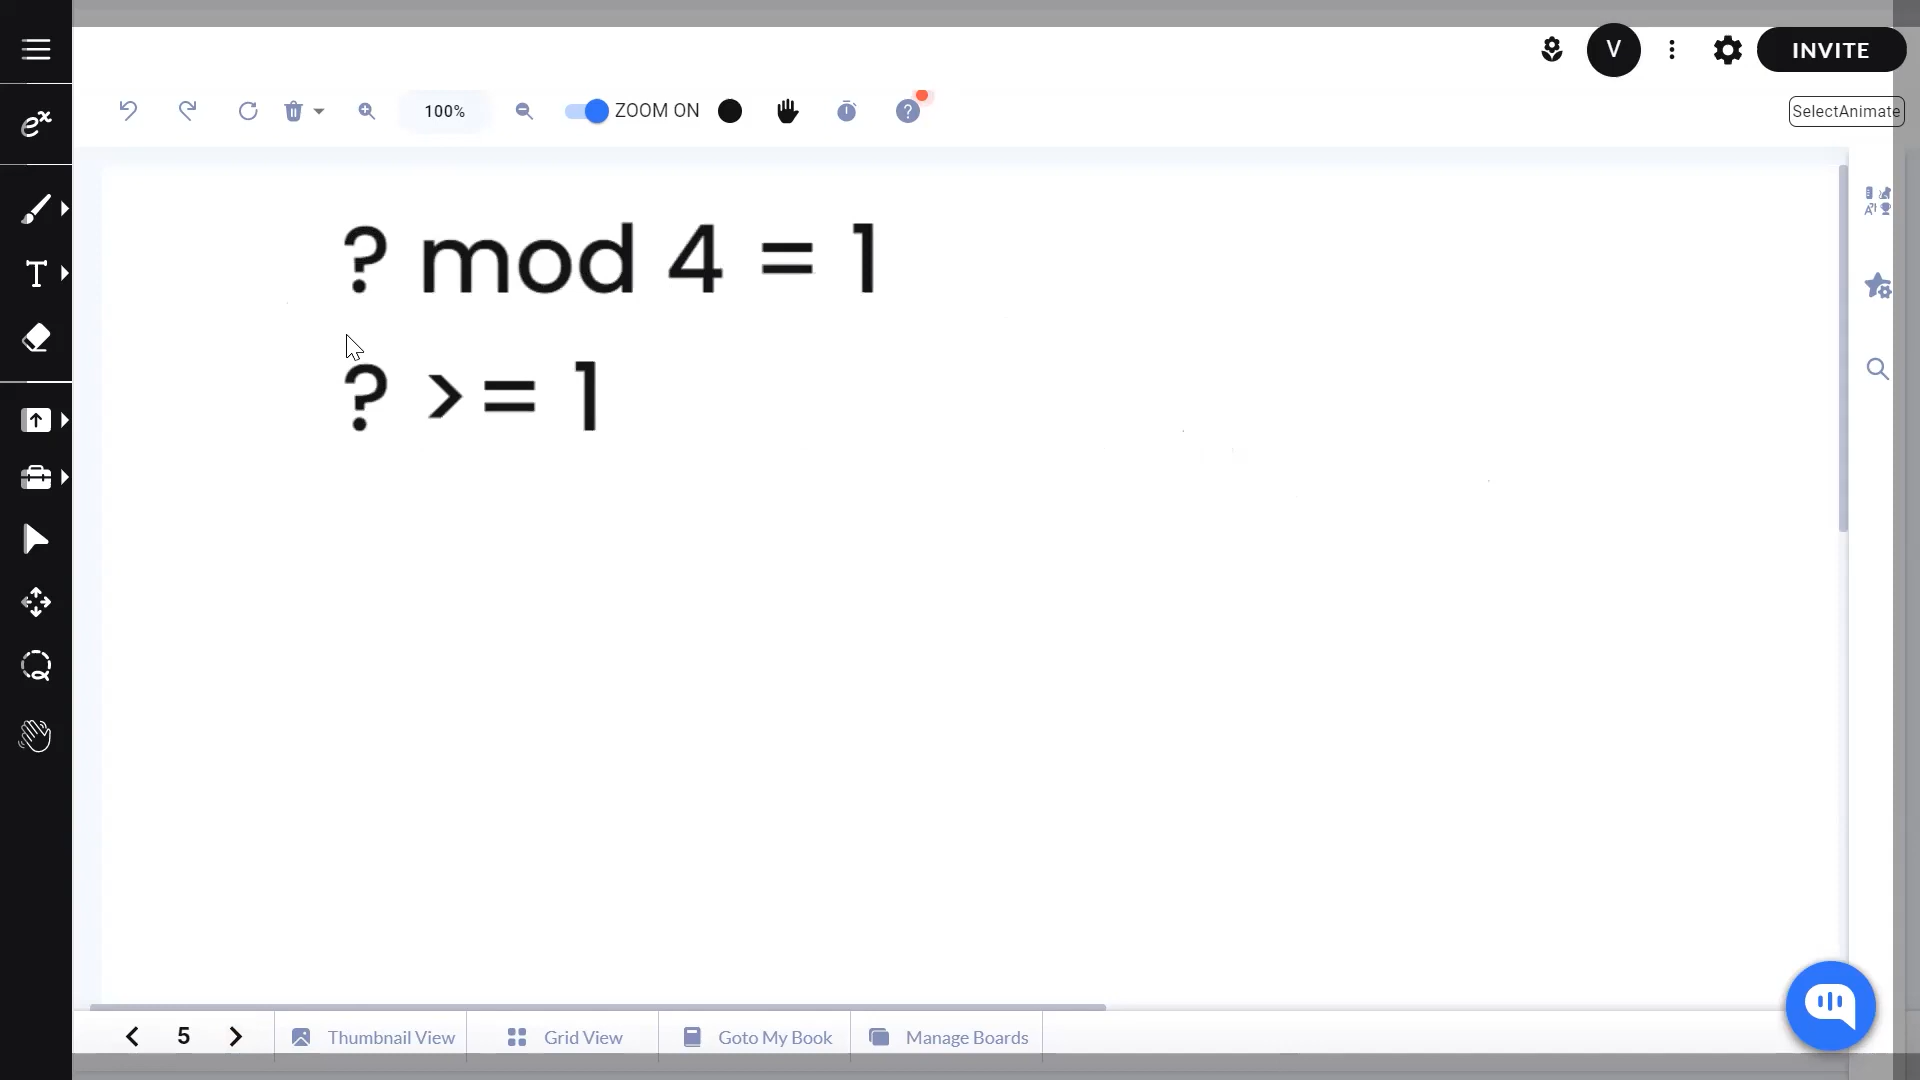 V
INVITE
100%
ZOOM ON
SelectAnimate
? mod 4 = 1
? >= 1
5
Thumbnail View
Grid View
Goto My Book
Manage Boards